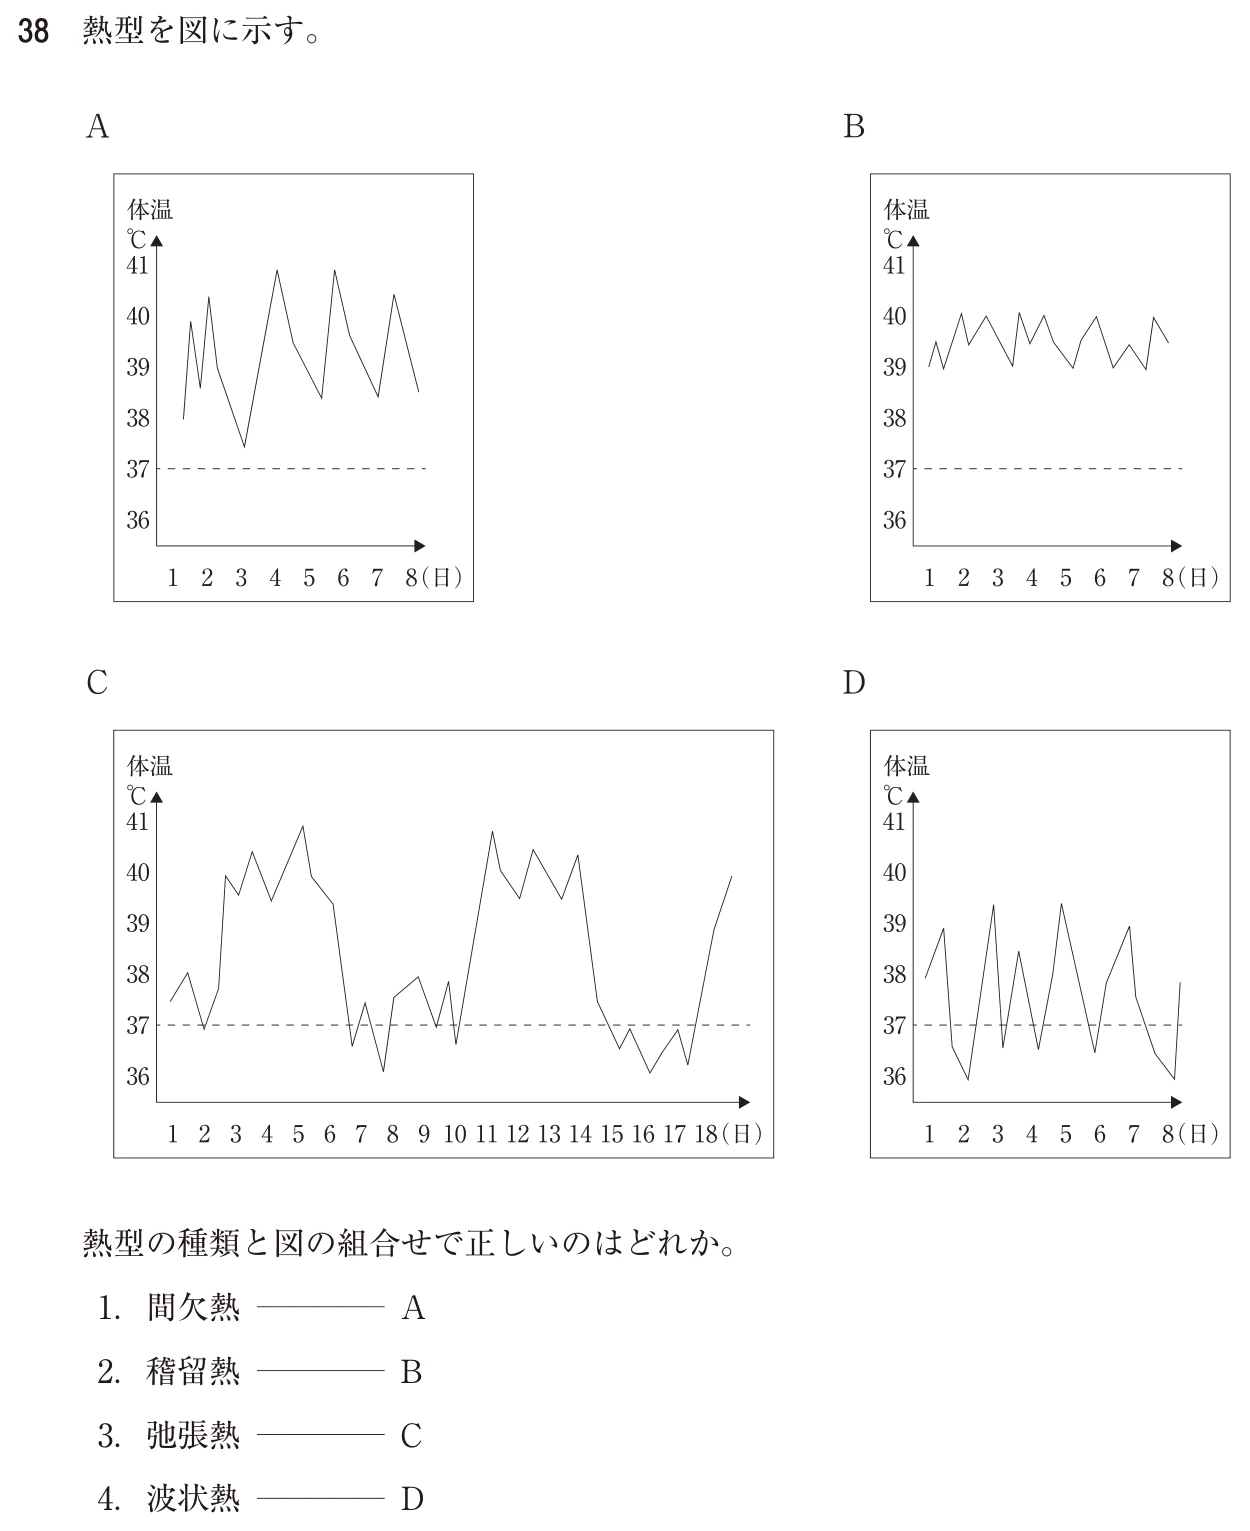 38 熱型を図に示す。
A
B
体温
℃
41
40
39
38
37
36
1 2 3 4 5 6 7 8(日)
体温
℃
41
40
39
38
37
36
1 2 3 4 5 6 7 8(日)
C
D
体温
℃
41
40
39
38
37
36
1 2 3 4 5 6 7 8 9 10 11 12 13 14 15 16 17 18(日)
体温
℃
41
40
39
38
37
36
1 2 3 4 5 6 7 8(日)
熱型の種類と図の組合せで正しいのはどれか。
1. 間欠熱 ――――― A
2. 稽留熱 ――――― B
3. 弛張熱 ――――― C
4. 波状熱 ――――― D